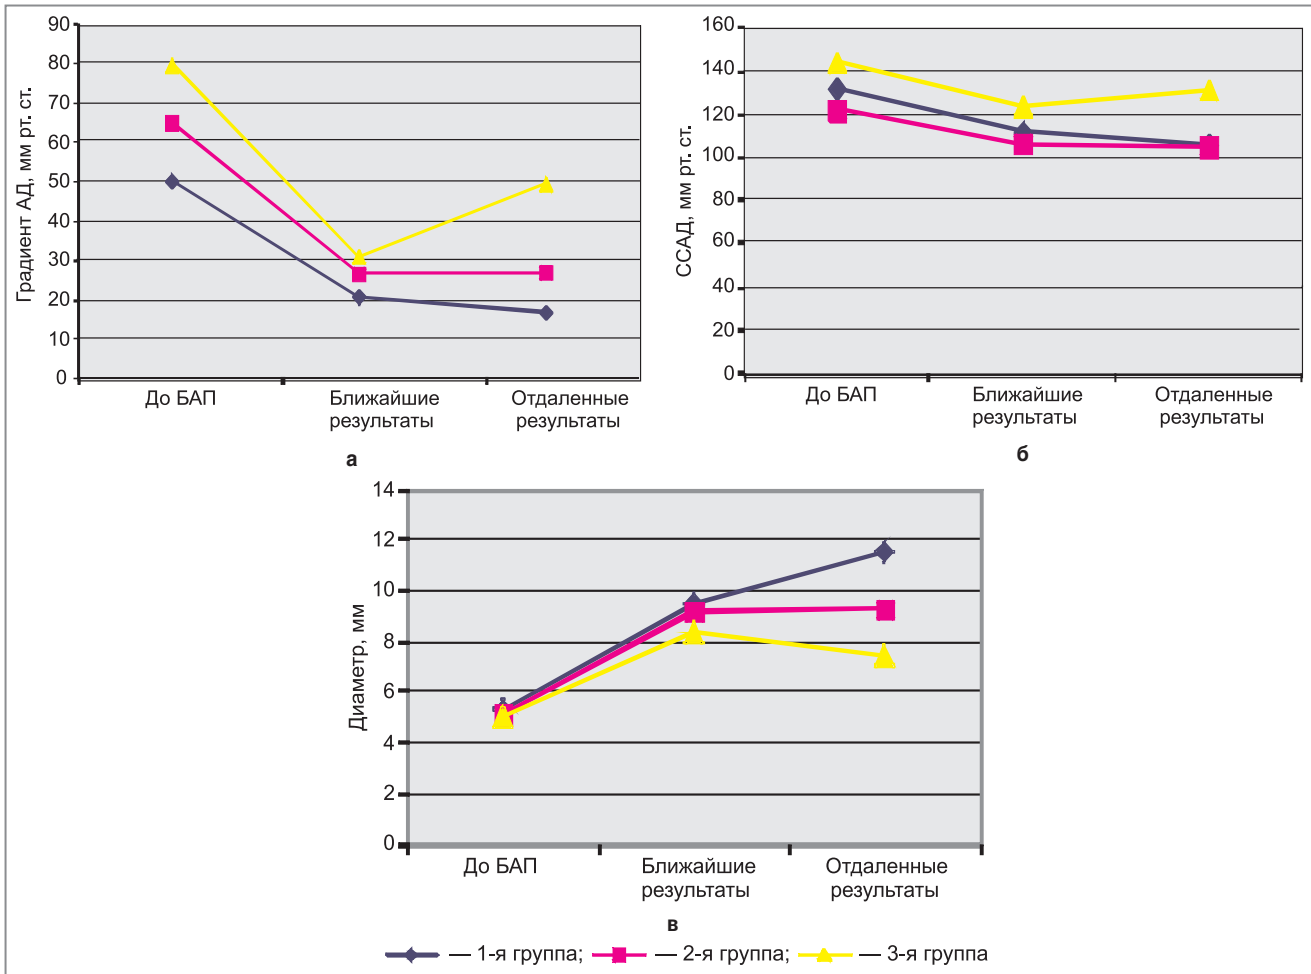 Градиент АД, мм рт. ст.
90
80
70
60
50
40
30
20
10
0
До БАП
Ближайшие
результаты
Отдаленные
результаты
а
ССАД, мм рт. ст.
160
140
120
100
80
60
40
20
0
До БАП
Ближайшие
результаты
Отдаленные
результаты
б
Диаметр, мм
14
12
10
8
6
4
2
0
До БАП
Ближайшие
результаты
Отдаленные
результаты
в
— 1-я группа; — 2-я группа; — 3-я группа